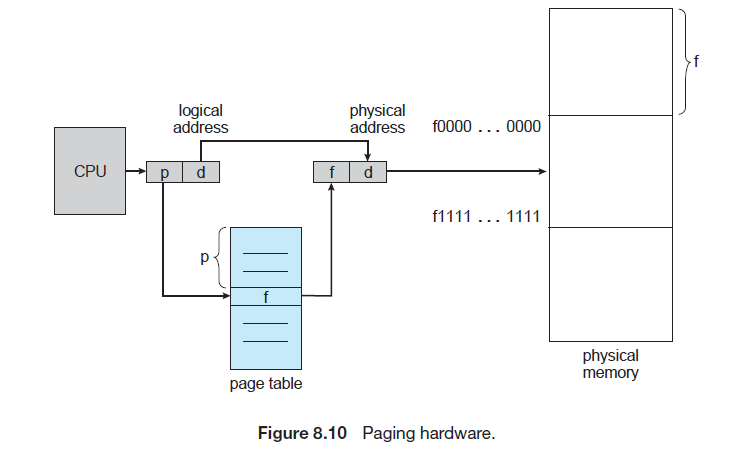 logical
address
physical
address
f0000 ... 0000
f
CPU
p
d
f
d
f1111 ... 1111
p
f
page table
physical
memory
Figure 8.10 Paging hardware.